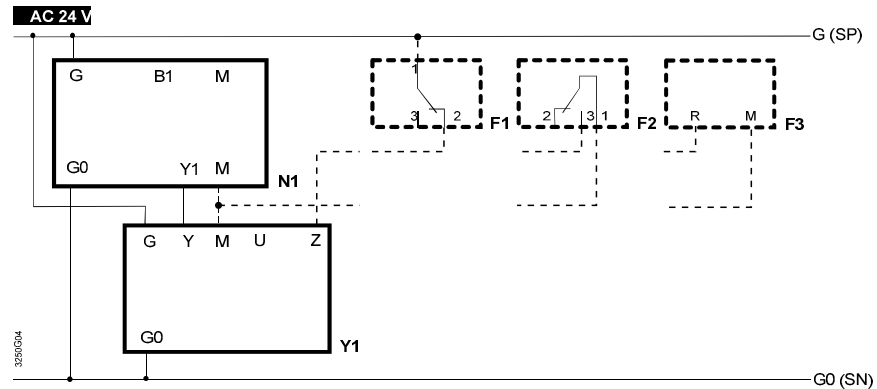 AC 24 V
G (SP)
G B1 M
1
3 2
F1
2 3 1
F2
R M
F3
G0 Y1 M
N1
G Y M U Z
G0
Y1
3250G04
G0 (SN)